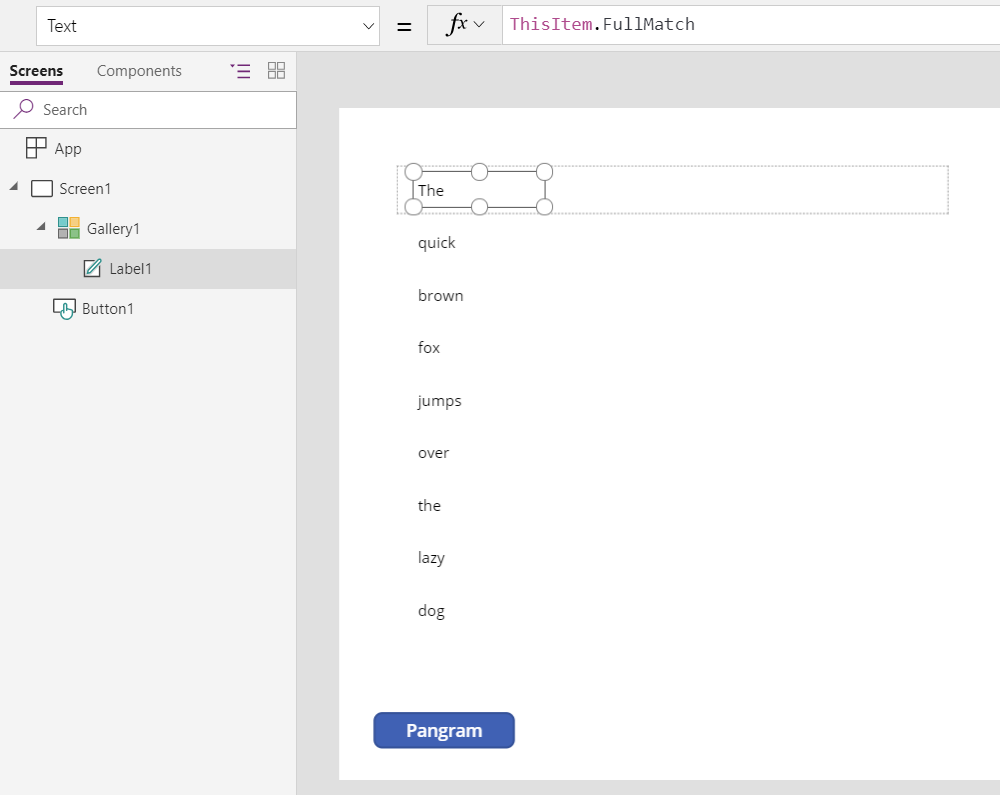 Text = fx ThisItem.FullMatch
Screens Components
Search
App
Screen1
Gallery1
Label1
Button1
The
quick
brown
fox
jumps
over
the
lazy
dog
Pangram